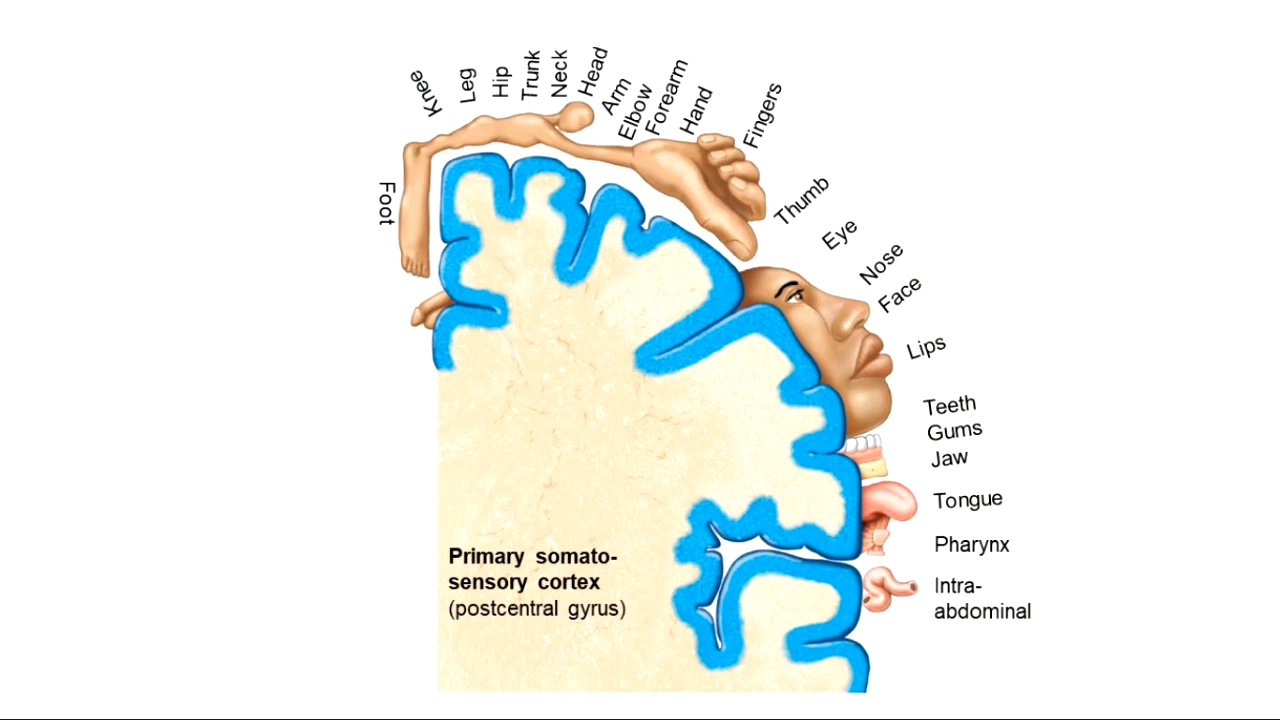 Foot
Knee
Leg
Hip
Trunk
Neck
Head
Arm
Elbow
Forearm
Hand
Fingers
Thumb
Eye
Nose
Face
Lips
Teeth
Gums
Jaw
Tongue
Pharynx
Intra-
abdominal
Primary somato-
sensory cortex
(postcentral gyrus)